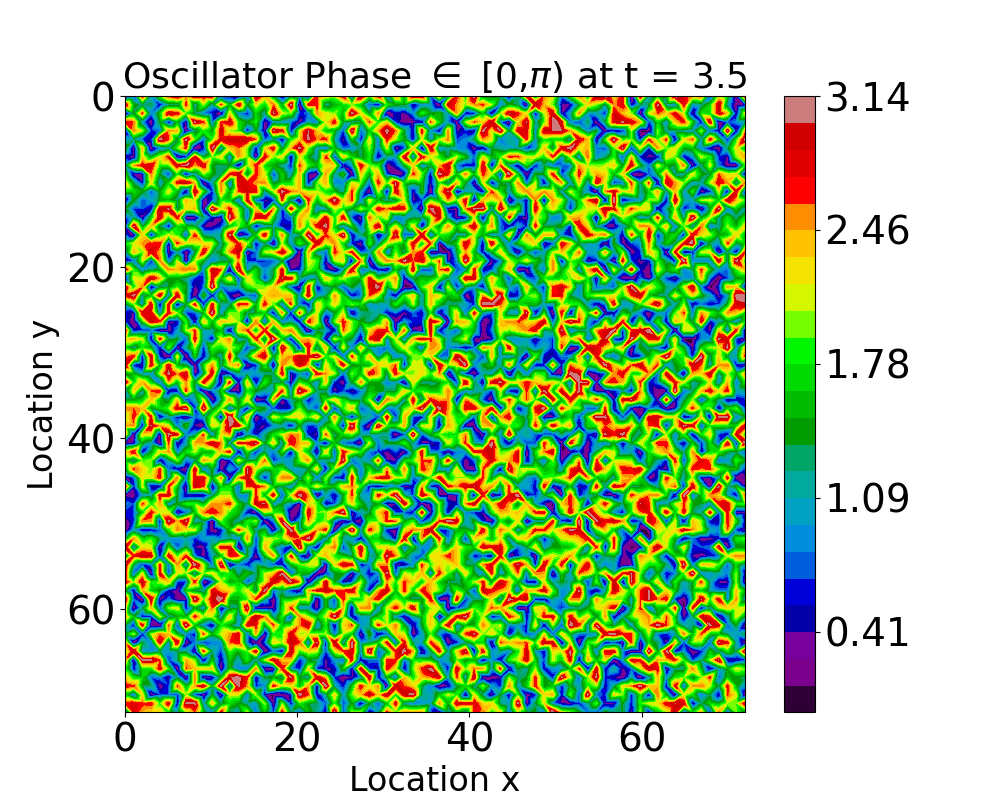 Oscillator Phase ∈ [0,π) at t = 3.5
0
20
40
60
Location y
0 20 40 60
Location x
3.14
2.46
1.78
1.09
0.41